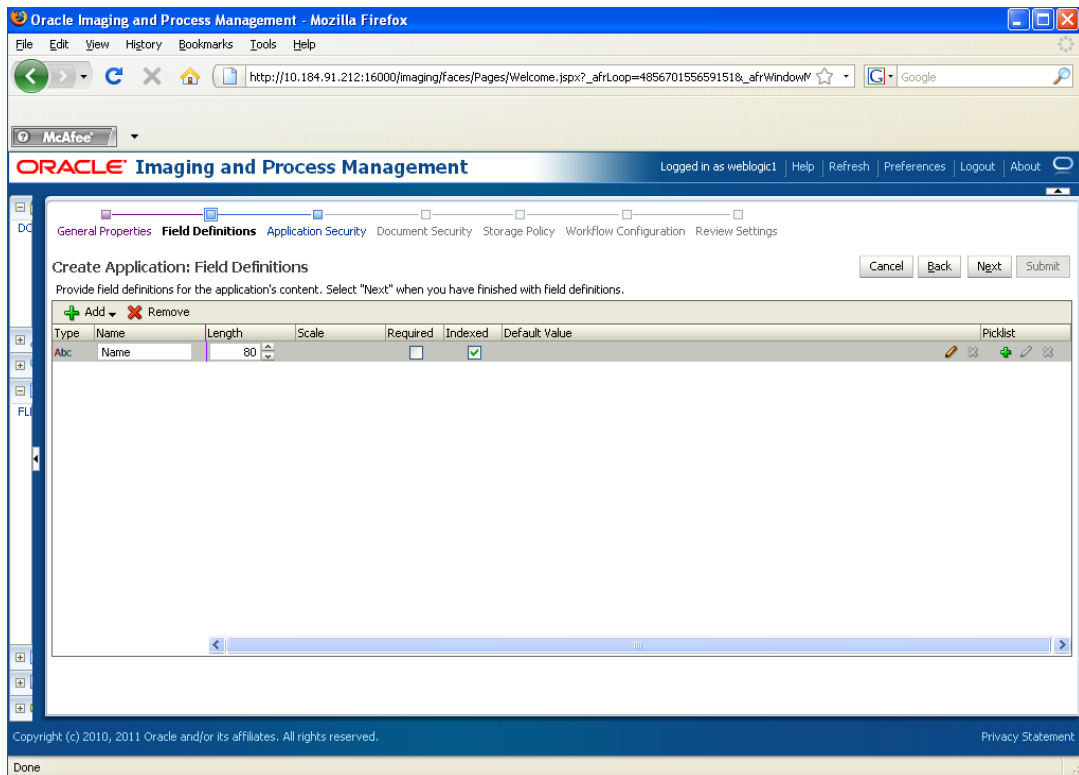 Oracle Imaging and Process Management - Mozilla Firefox
File Edit View History Bookmarks Tools Help
http://10.184.91.212:16000/imaging/faces/Pages/Welcome.jspx?_afrLoop=485670155659151&_afrWindowM
G Google
McAfee
ORACLE Imaging and Process Management
Logged in as weblogic1 | Help | Refresh | Preferences | Logout | About
General Properties Field Definitions Application Security Document Security Storage Policy Workflow Configuration Review Settings
DO
Create Application: Field Definitions
Cancel Back Next Submit
Provide field definitions for the application's content. Select "Next" when you have finished with field definitions.
Add Remove
Type Name Length Scale Required Indexed Default Value Picklist
Abc Name 80
FLI
Copyright (c) 2010, 2011 Oracle and/or its affiliates. All rights reserved.
Privacy Statement
Done